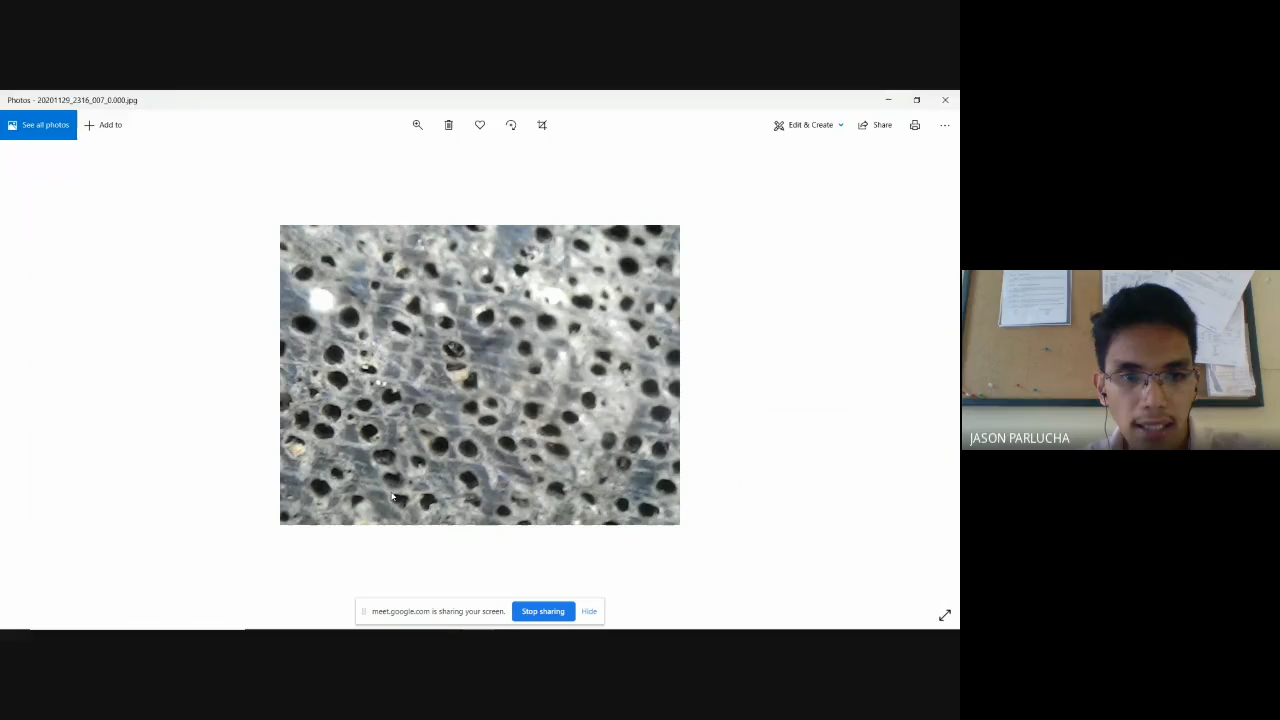 Photos - 20201129_2316_007_0.000.jpg
See all photos
Add to
Edit & Create
Share
meet.google.com is sharing your screen.
Stop sharing
Hide
JASON PARLUCHA